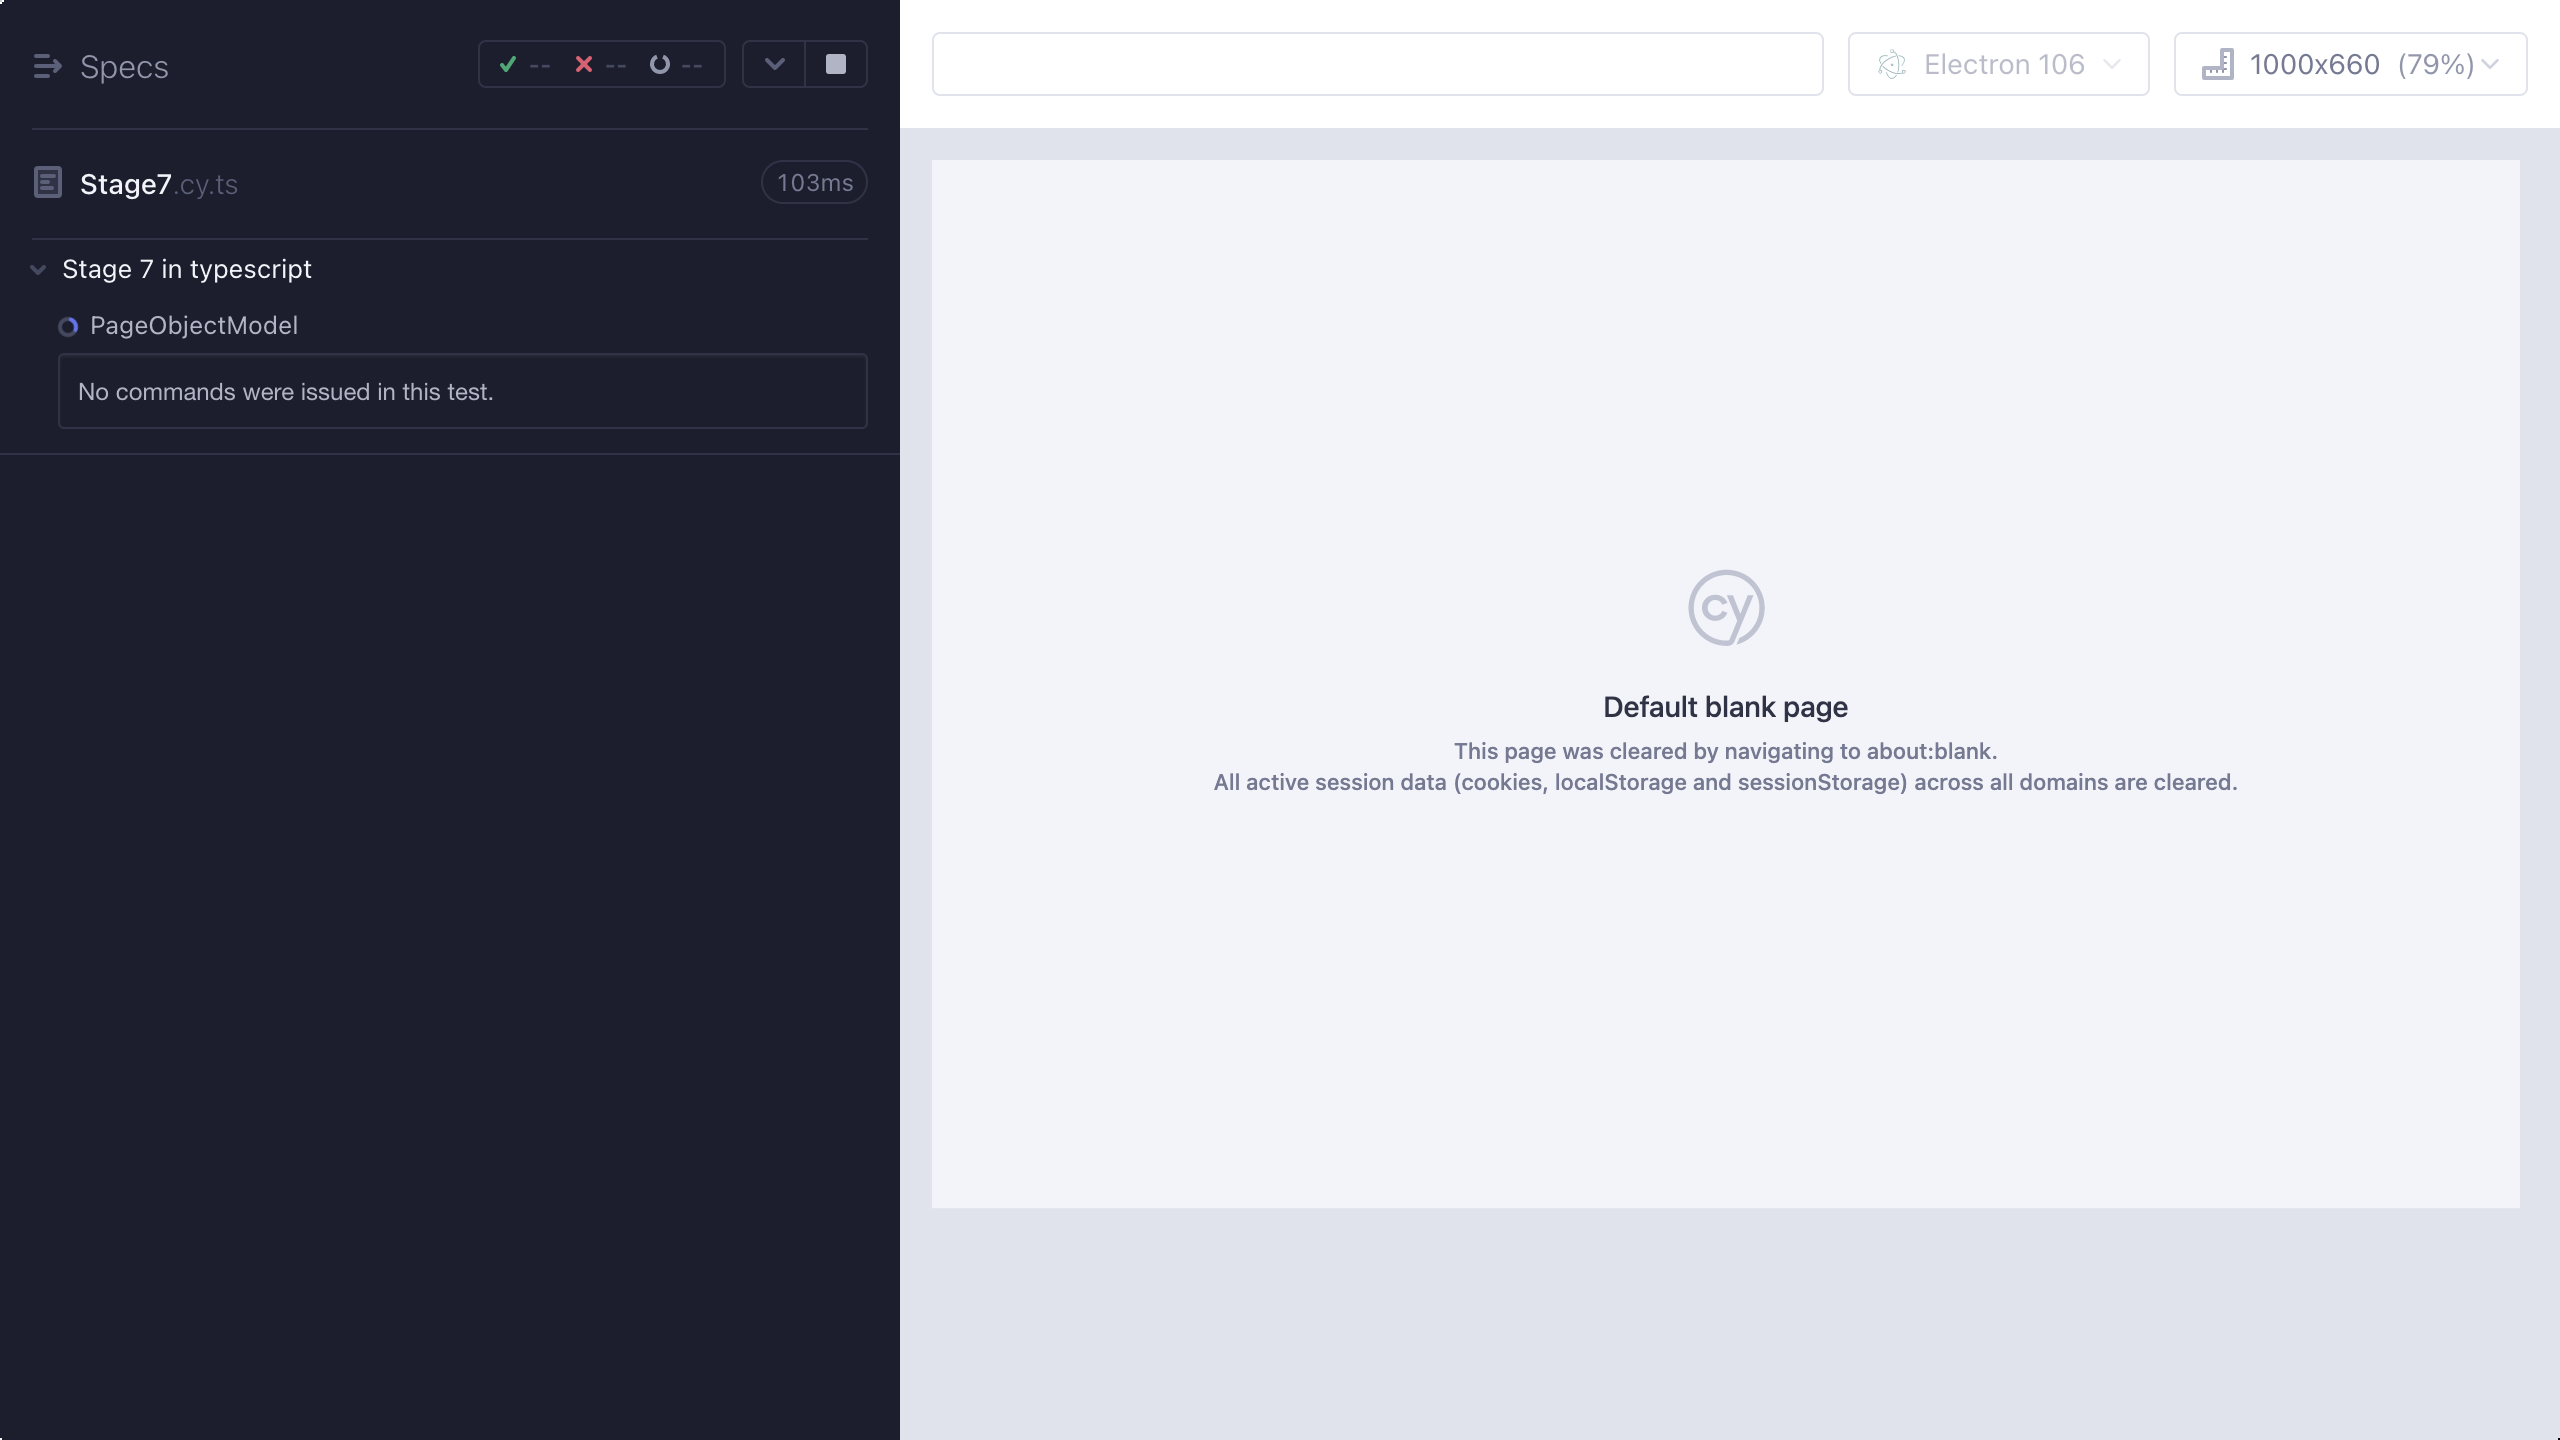 Specs
-- -- --
Stage7.cy.ts
103ms
Stage 7 in typescript
PageObjectModel
No commands were issued in this test.
Electron 106
1000x660 (79%)
cy
Default blank page
This page was cleared by navigating to about:blank.
All active session data (cookies, localStorage and sessionStorage) across all domains are cleared.